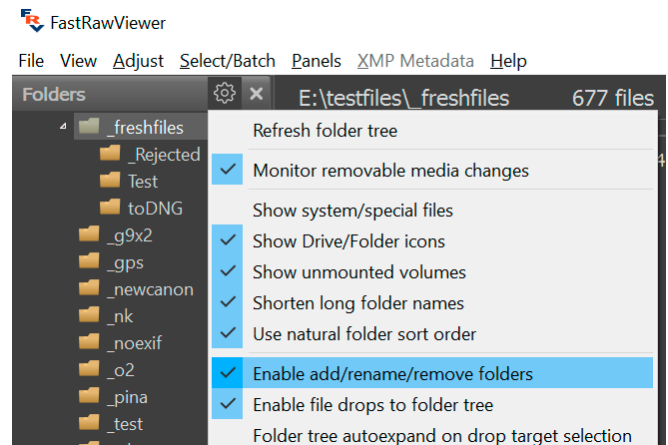 FastRawViewer
File View Adjust Select/Batch Panels XMP Metadata Help
Folders
E:\testfiles\_freshfiles 677 files
_freshfiles
_Rejected
Test
toDNG
_g9x2
_gps
_newcanon
_nk
_noexif
_o2
_pina
_test
Refresh folder tree
Monitor removable media changes
Show system/special files
Show Drive/Folder icons
Show unmounted volumes
Shorten long folder names
Use natural folder sort order
Enable add/rename/remove folders
Enable file drops to folder tree
Folder tree autoexpand on drop target selection